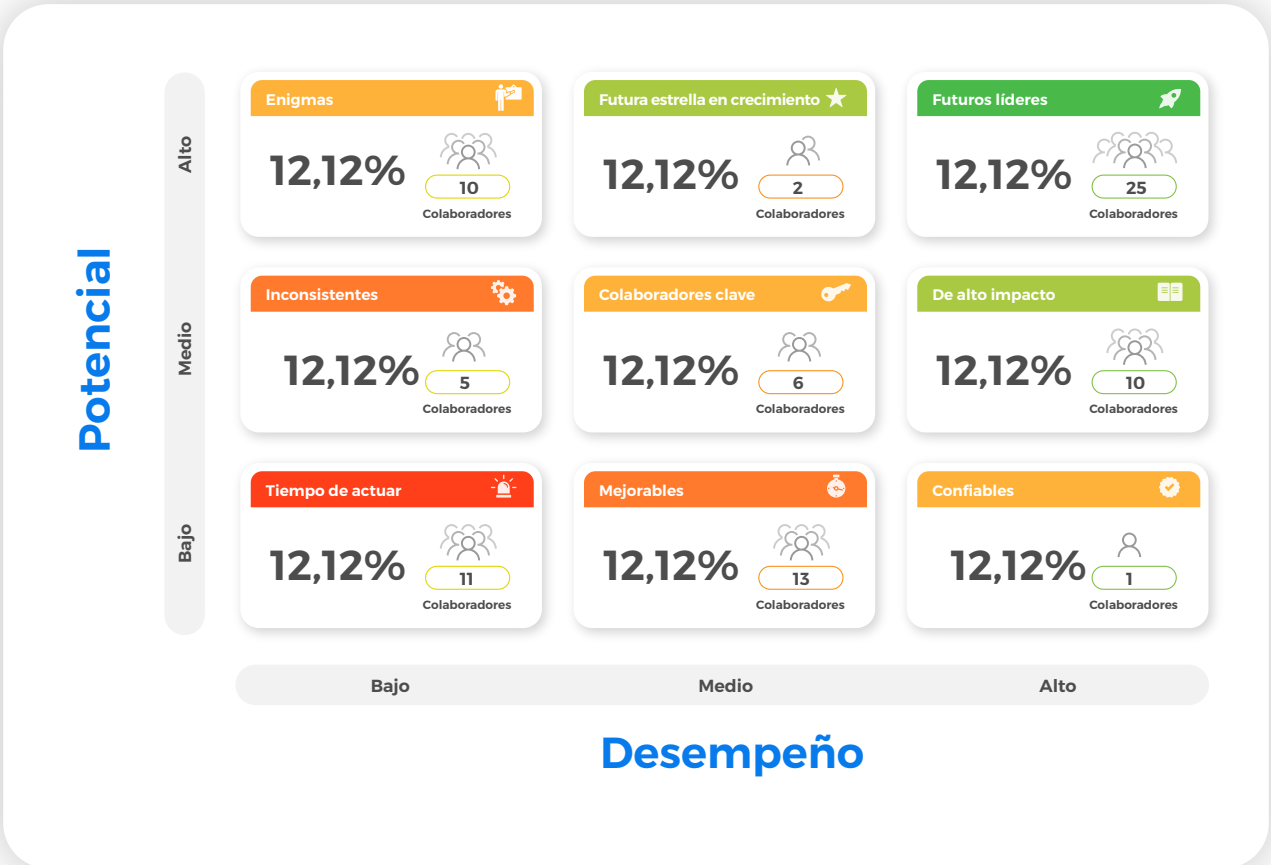 Potencial
Alto
Medio
Bajo
Enigmas
12,12%
10
Colaboradores
Futura estrella en crecimiento
12,12%
2
Colaboradores
Futuros líderes
12,12%
25
Colaboradores
Inconsistentes
12,12%
5
Colaboradores
Colaboradores clave
12,12%
6
Colaboradores
De alto impacto
12,12%
10
Colaboradores
Tiempo de actuar
12,12%
11
Colaboradores
Mejorables
12,12%
13
Colaboradores
Confiables
12,12%
1
Colaboradores
Bajo
Medio
Alto
Desempeño